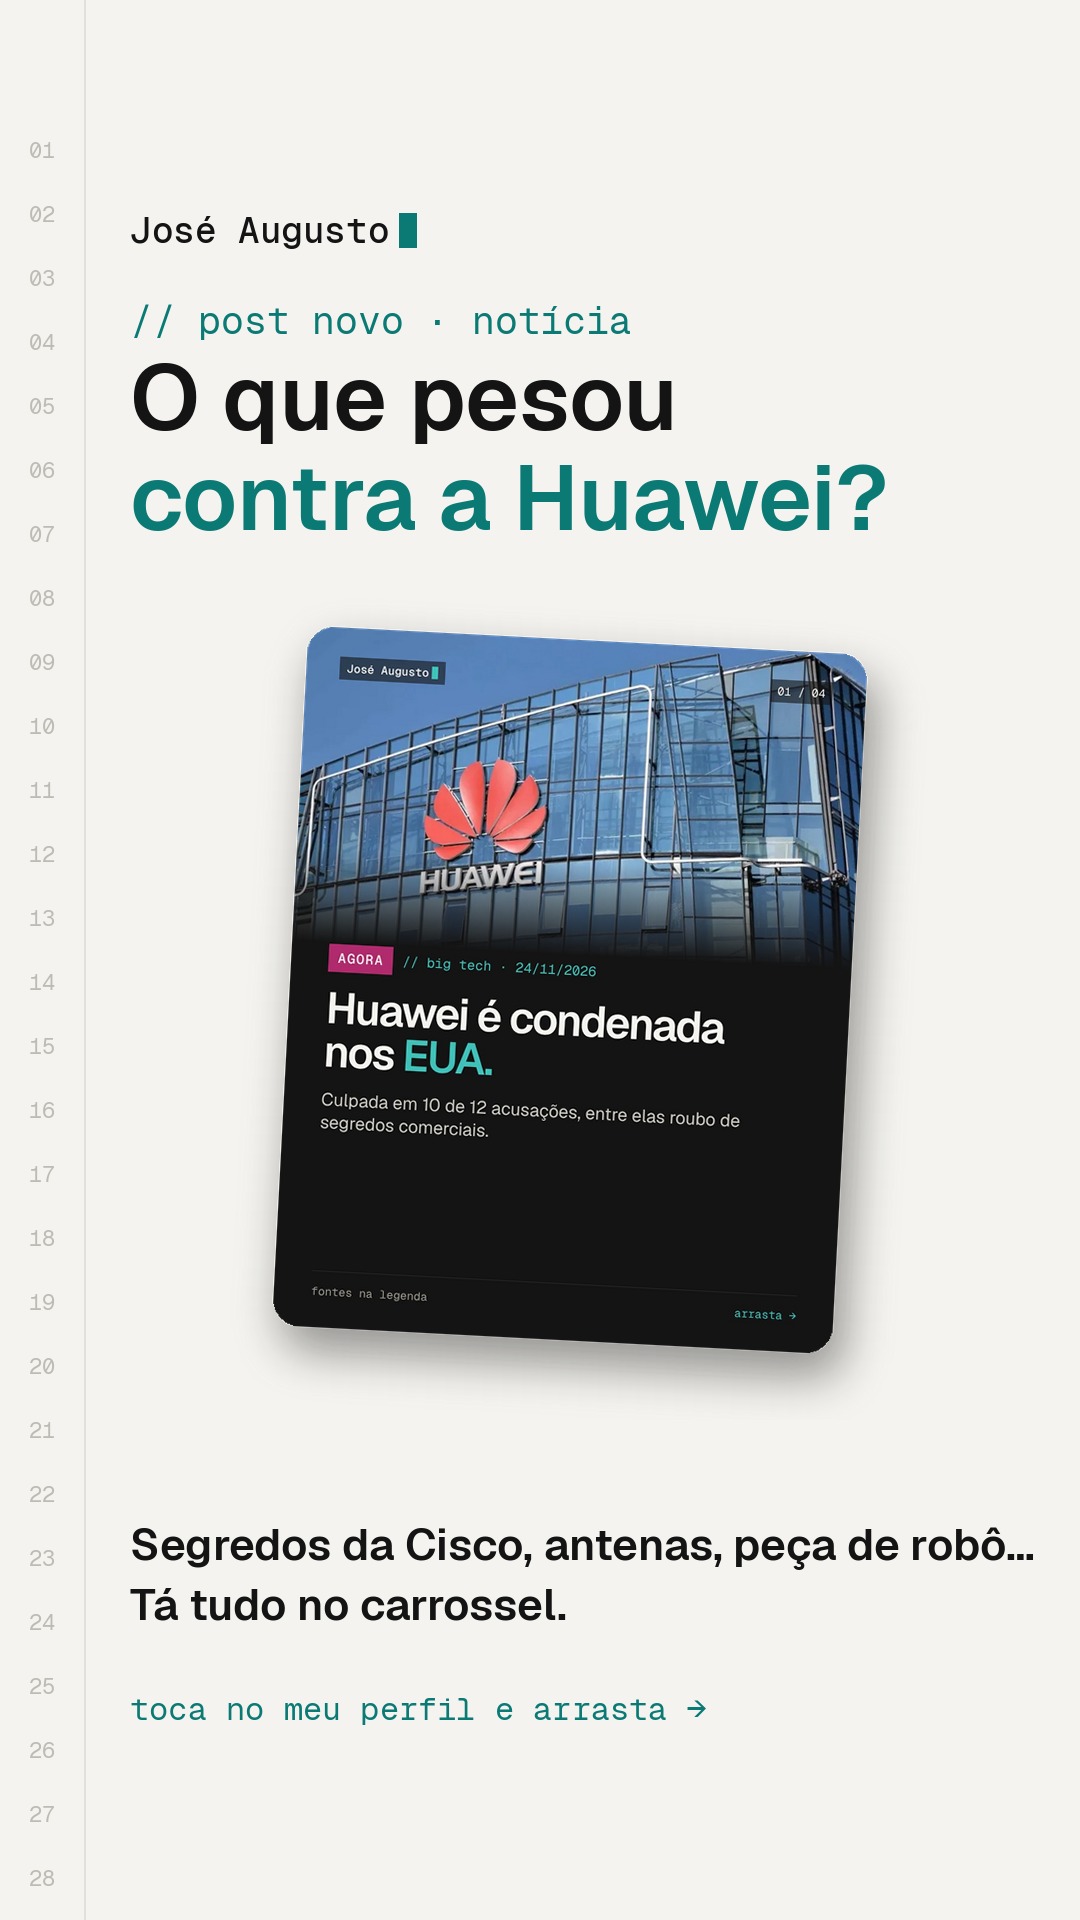 01
02
03
04
05
06
07
08
09
10
11
12
13
14
15
16
17
18
19
20
21
22
23
24
25
26
27
28
José Augusto
// post novo · notícia
O que pesou
contra a Huawei?
José Augusto
01 / 04
HUAWEI
AGORA // big tech · 24/11/2026
Huawei é condenada
nos EUA.
Culpada em 10 de 12 acusações, entre elas roubo de
segredos comerciais.
fontes na legenda
arrasta →
Segredos da Cisco, antenas, peça de robô...
Tá tudo no carrossel.
toca no meu perfil e arrasta →